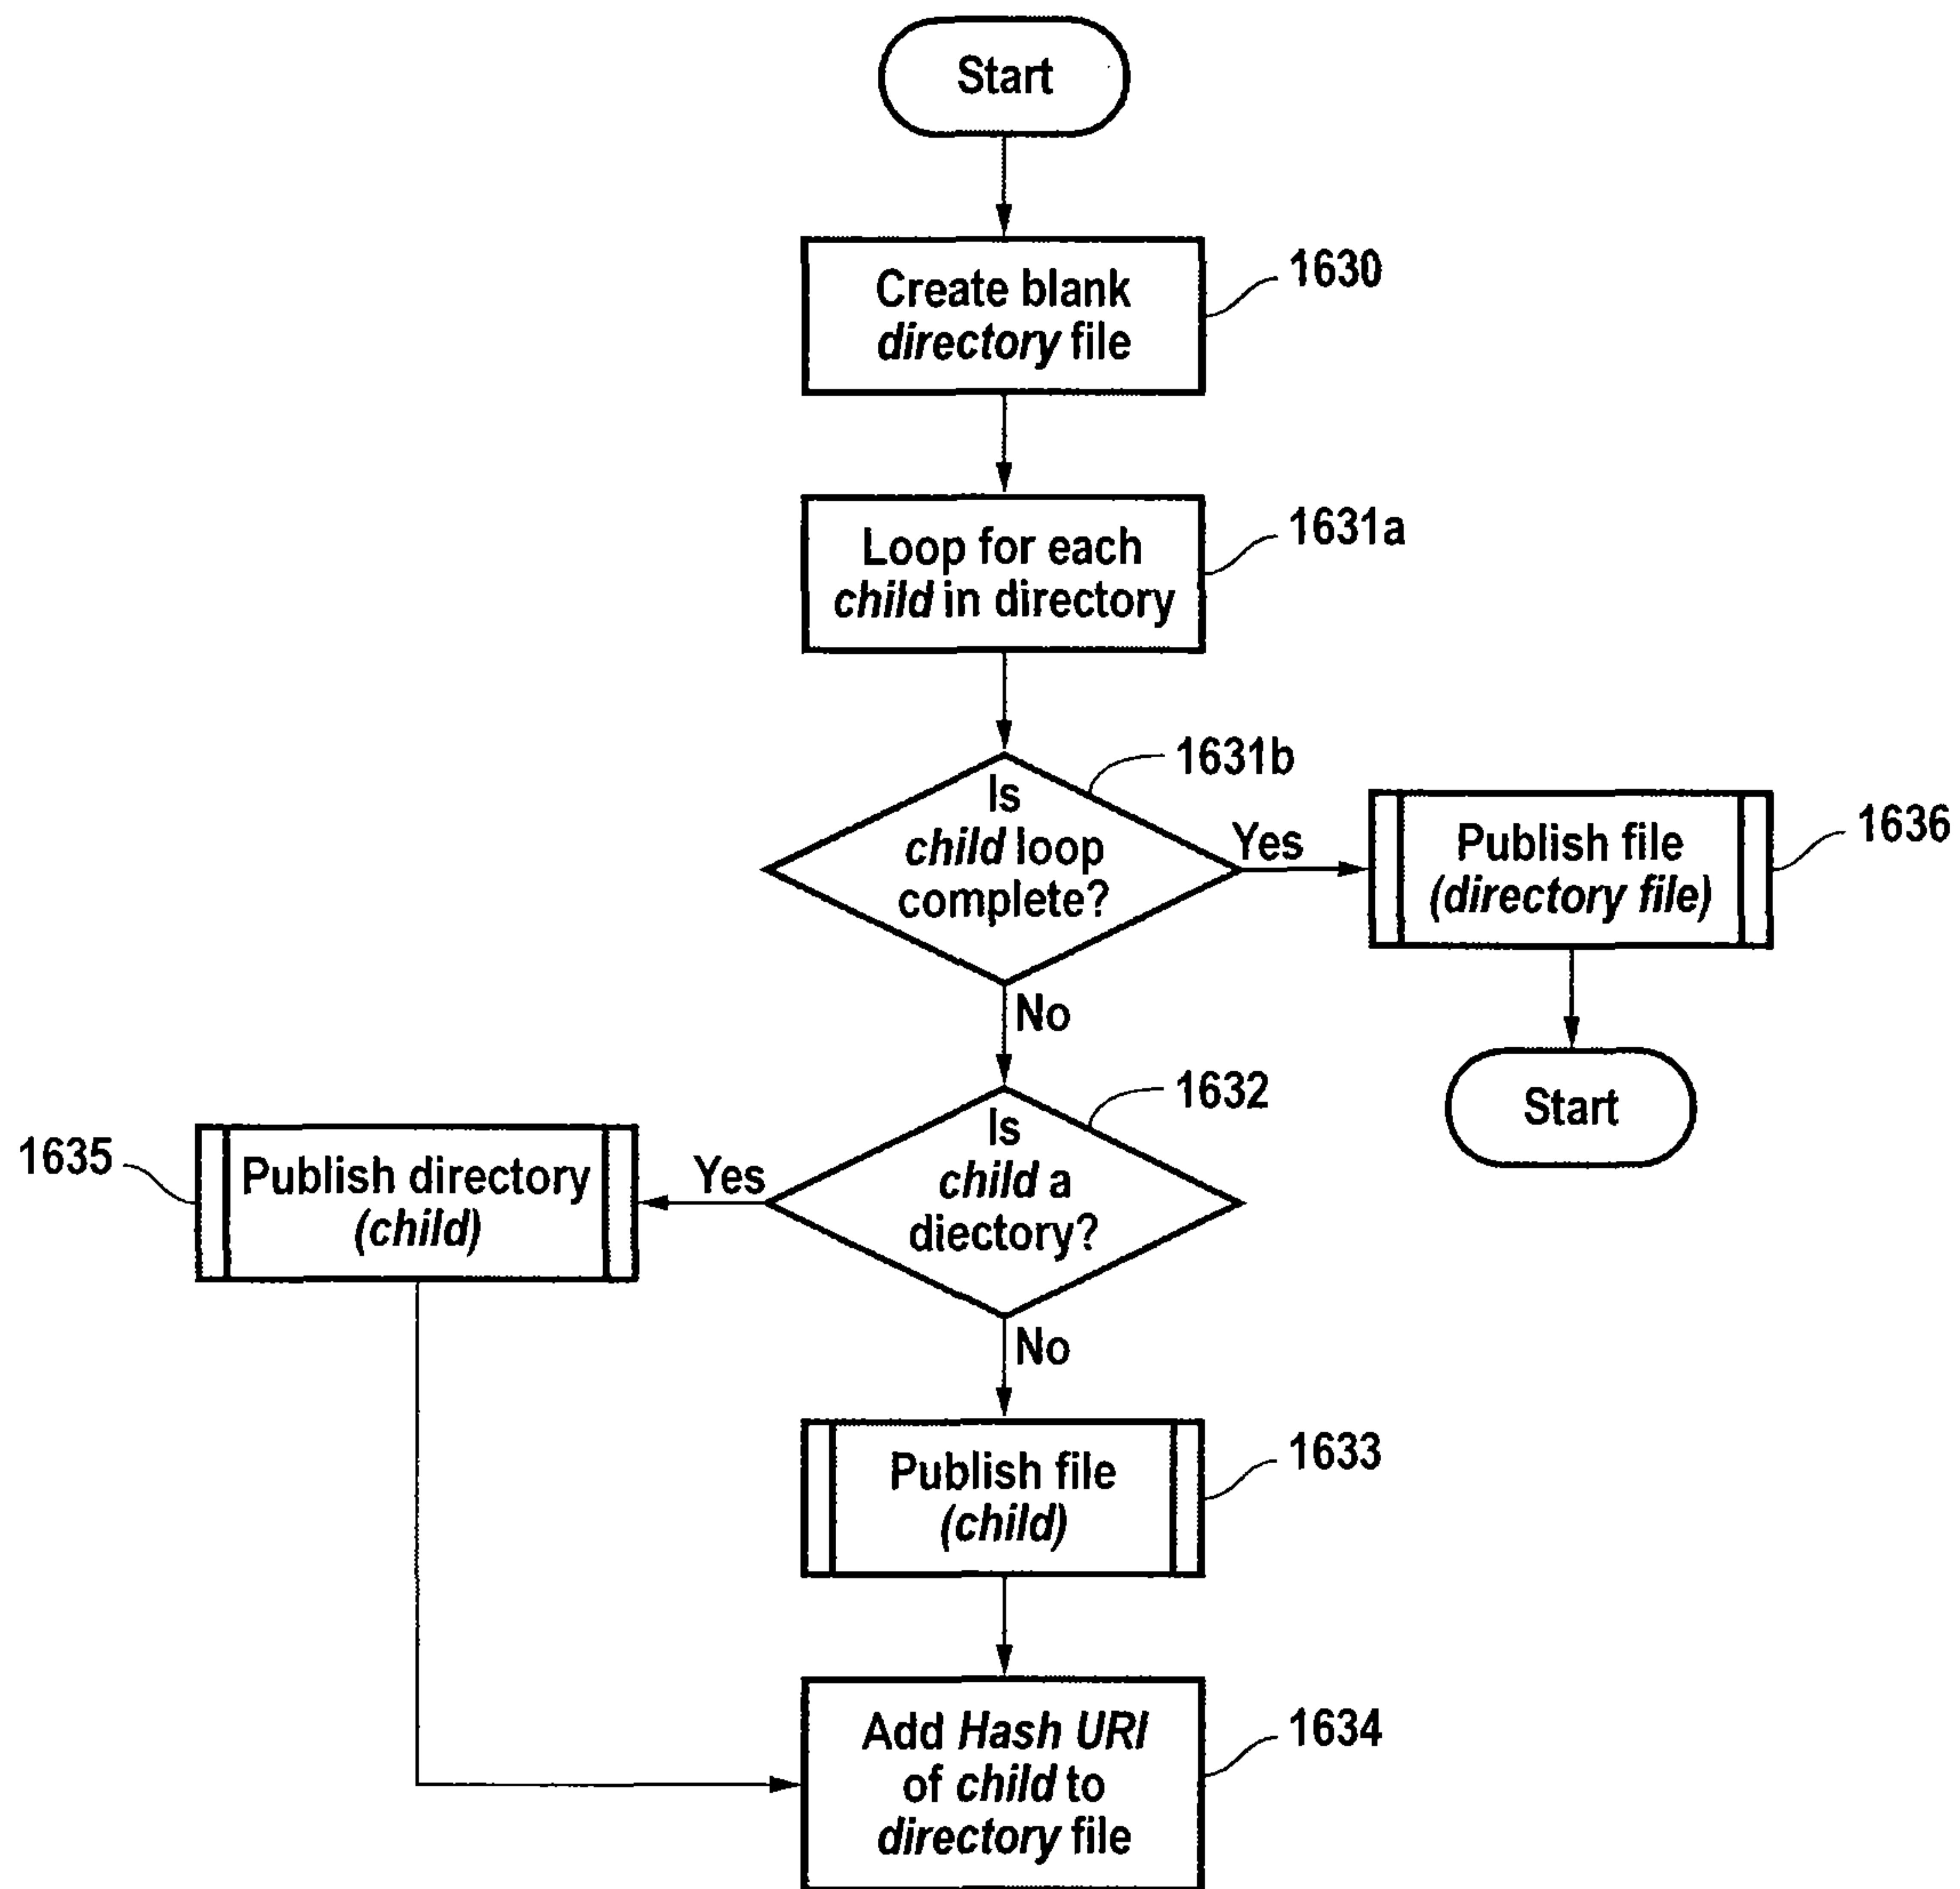 Start
Create blank
directory file
1630
Loop for each
child in directory
1631a
Is
child loop
complete?
1631b
Yes
Publish file
(directory file)
1636
Start
No
Is
child a
diectory?
1632
Yes
Publish directory
(child)
1635
No
Publish file
(child)
1633
Add Hash URI
of child to
directory file
1634